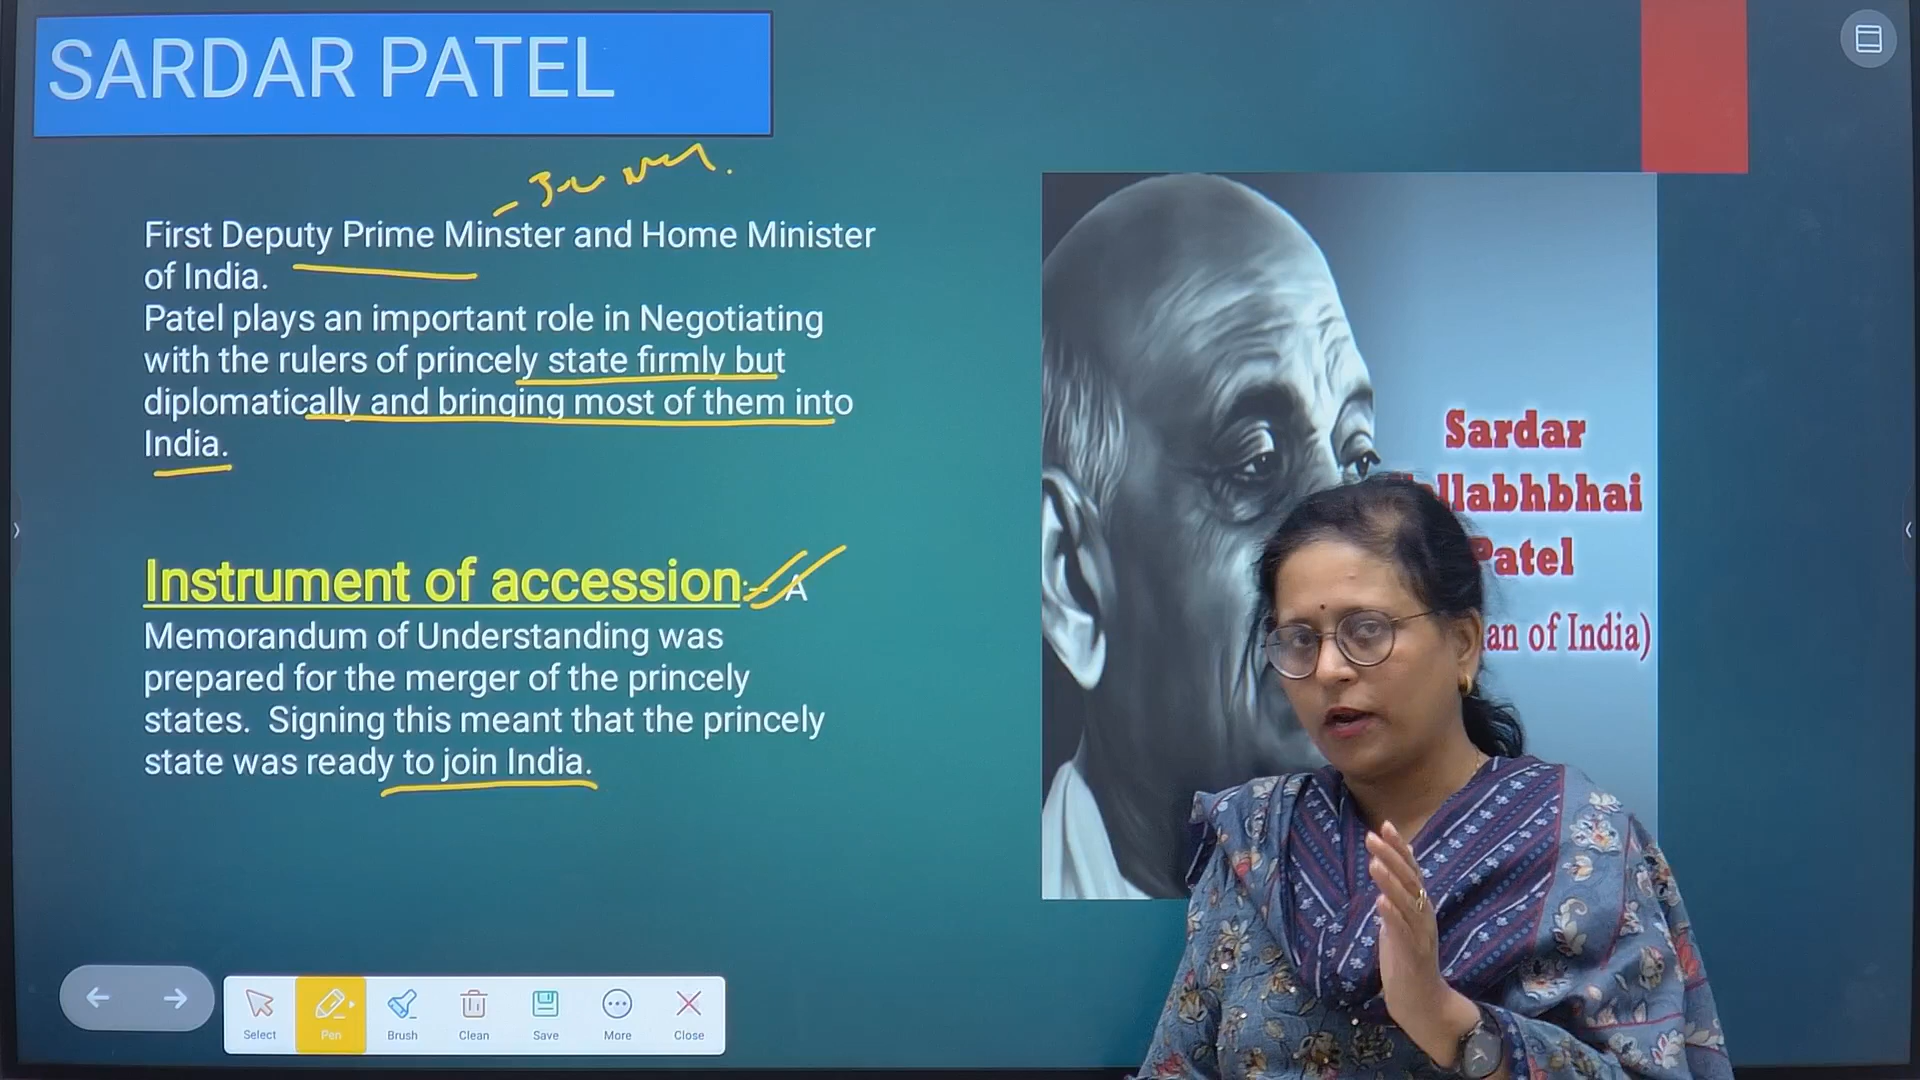 SARDAR PATEL
First Deputy Prime Minster and Home Minister
of India.
Patel plays an important role in Negotiating
with the rulers of princely state firmly but
diplomatically and bringing most of them into
India.
Instrument of accession:- A
Memorandum of Understanding was
prepared for the merger of the princely
states. Signing this meant that the princely
state was ready to join India.
Sardar
Patel
of India)
Select
Pen
Brush
Clean
Save
More
Close